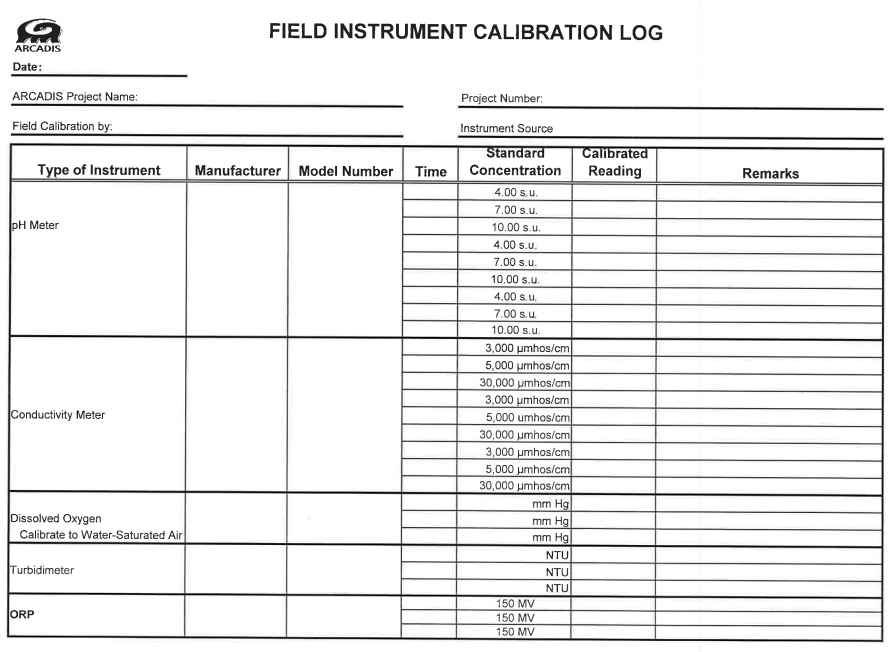 FIELD INSTRUMENT CALIBRATION LOG
ARCADIS
Date:
ARCADIS Project Name:
Project Number:
Field Calibration by:
Instrument Source
Type of Instrument Manufacturer Model Number Time Standard Concentration Calibrated Reading Remarks
pH Meter
4.00 s.u.
7.00 s.u.
10.00 s.u.
4.00 s.u.
7.00 s.u.
10.00 s.u.
4.00 s.u.
7.00 s.u.
10.00 s.u.
Conductivity Meter
3,000 µmhos/cm
5,000 µmhos/cm
30,000 µmhos/cm
3,000 µmhos/cm
5,000 umhos/cm
30,000 µmhos/cm
3,000 µmhos/cm
5,000 µmhos/cm
30,000 µmhos/cm
Dissolved Oxygen
Calibrate to Water-Saturated Air
mm Hg
mm Hg
mm Hg
Turbidimeter
NTU
NTU
NTU
ORP
150 MV
150 MV
150 MV